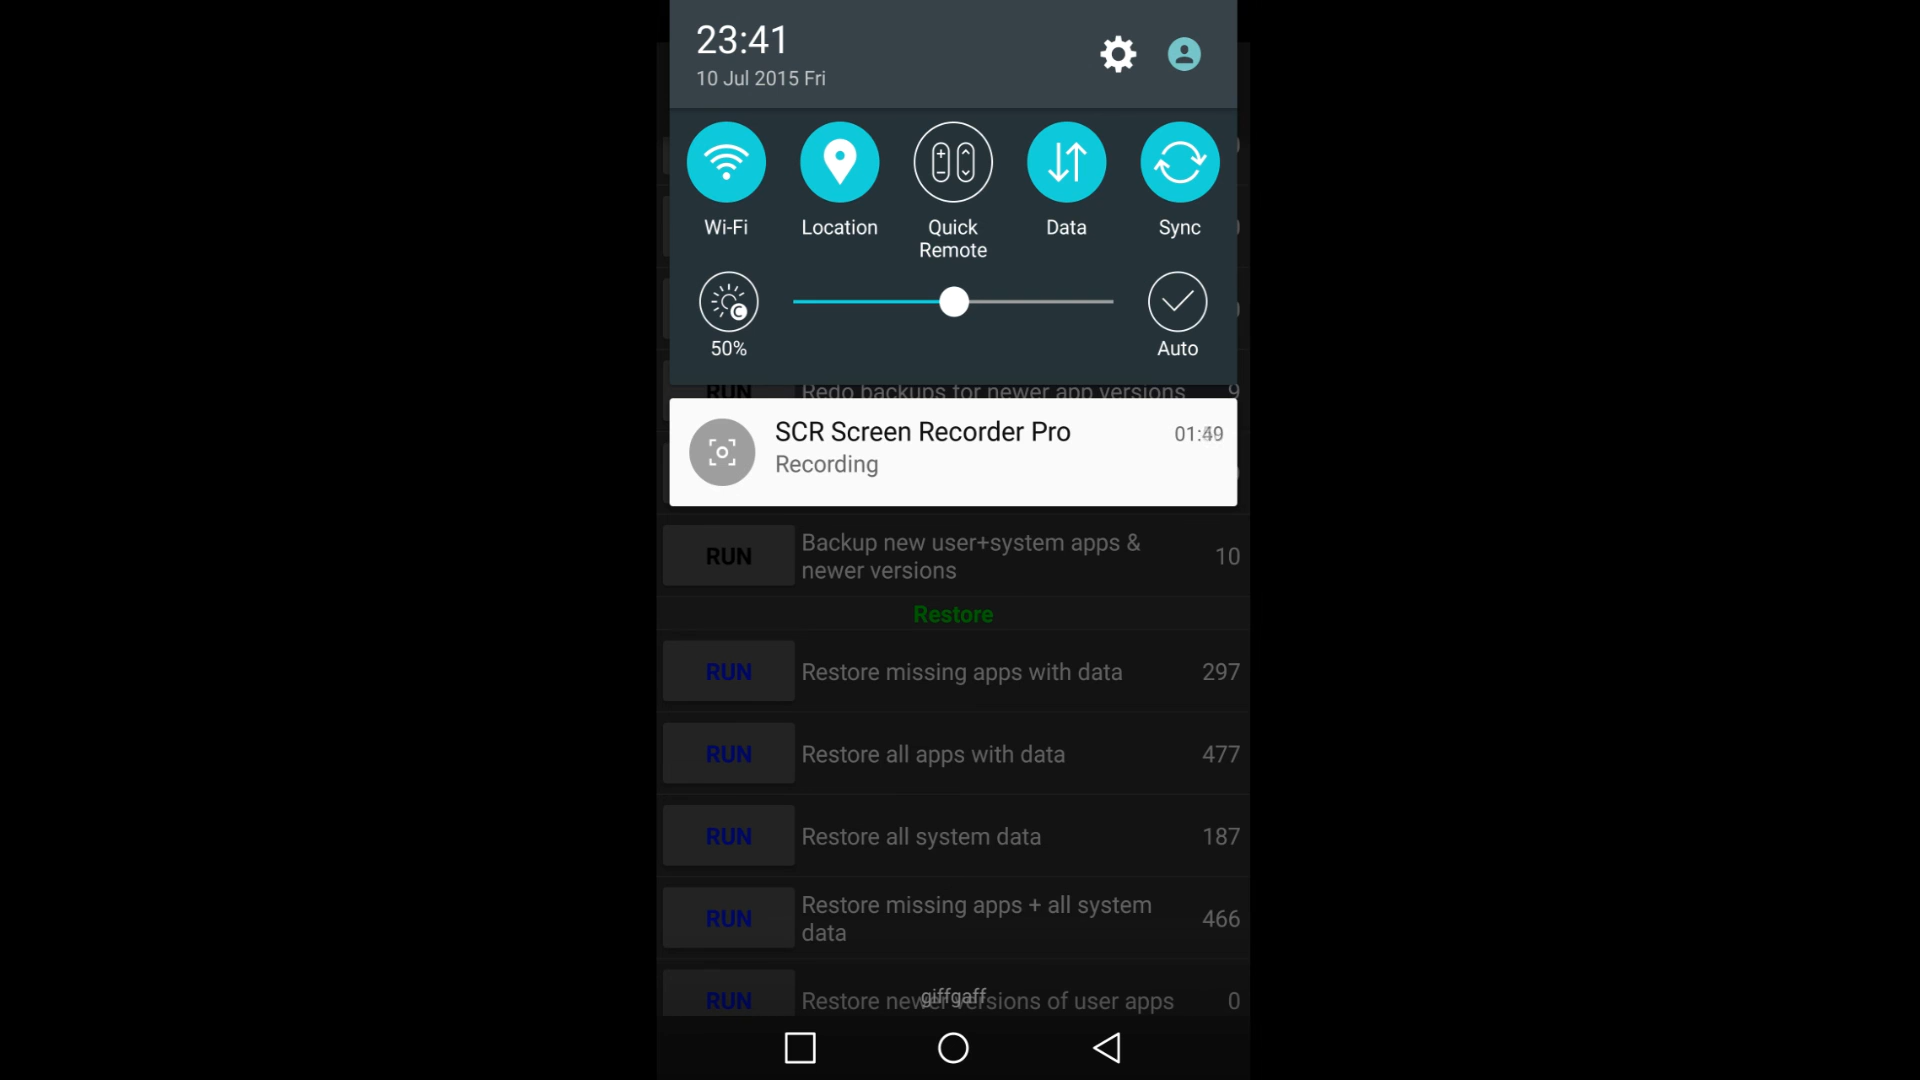 23:41
10 Jul 2015 Fri
Wi-Fi
Location
Quick
Remote
Data
Sync
50%
Auto
RUN
Redo backups for newer app versions
9
SCR Screen Recorder Pro
01:49
Recording
RUN
Backup new user+system apps &
newer versions
10
Restore
RUN
Restore missing apps with data
297
RUN
Restore all apps with data
477
RUN
Restore all system data
187
RUN
Restore missing apps + all system
data
466
RUN
Restore newer versions of user apps
0
giffgaff